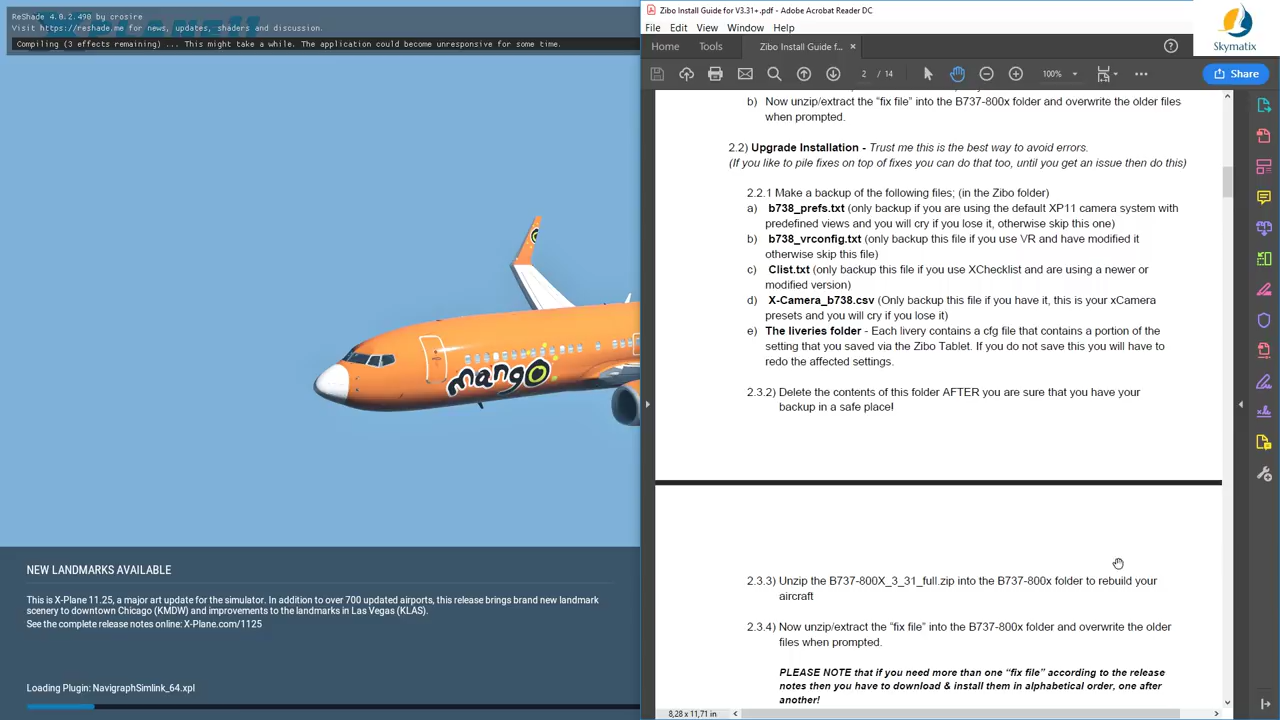 ReShade 4.0.2.490 by crosire
Visit https://reshade.me for news, updates, shaders and discussion.
Compiling (3 effects remaining) ... This might take a while. The application could become unresponsive for some time.
mango
NEW LANDMARKS AVAILABLE
This is X-Plane 11.25, a major art update for the simulator. In addition to over 700 updated airports, this release brings brand new landmark
scenery to downtown Chicago (KMDW) and improvements to the landmarks in Las Vegas (KLAS).
See the complete release notes online: X-Plane.com/1125
Loading Plugin: NavigraphSimlink_64.xpl
Zibo Install Guide for V3.31+.pdf - Adobe Acrobat Reader DC
File Edit View Window Help
Home Tools Zibo Install Guide f... ×
2 / 14 100% Share
Skymatix
b) Now unzip/extract the "fix file" into the B737-800x folder and overwrite the older files
when prompted.
2.2) Upgrade Installation - Trust me this is the best way to avoid errors.
(If you like to pile fixes on top of fixes you can do that too, until you get an issue then do this)
2.2.1 Make a backup of the following files; (in the Zibo folder)
a) b738_prefs.txt (only backup if you are using the default XP11 camera system with
predefined views and you will cry if you lose it, otherwise skip this one)
b) b738_vrconfig.txt (only backup this file if you use VR and have modified it
otherwise skip this file)
c) Clist.txt (only backup this file if you use XChecklist and are using a newer or
modified version)
d) X-Camera_b738.csv (Only backup this file if you have it, this is your xCamera
presets and you will cry if you lose it)
e) The liveries folder - Each livery contains a cfg file that contains a portion of the
setting that you saved via the Zibo Tablet. If you do not save this you will have to
redo the affected settings.
2.3.2) Delete the contents of this folder AFTER you are sure that you have your
backup in a safe place!
2.3.3) Unzip the B737-800X_3_31_full.zip into the B737-800x folder to rebuild your
aircraft
2.3.4) Now unzip/extract the "fix file" into the B737-800x folder and overwrite the older
files when prompted.
PLEASE NOTE that if you need more than one "fix file" according to the release
notes then you have to download & install them in alphabetical order, one after
another!
8,28 x 11,71 in